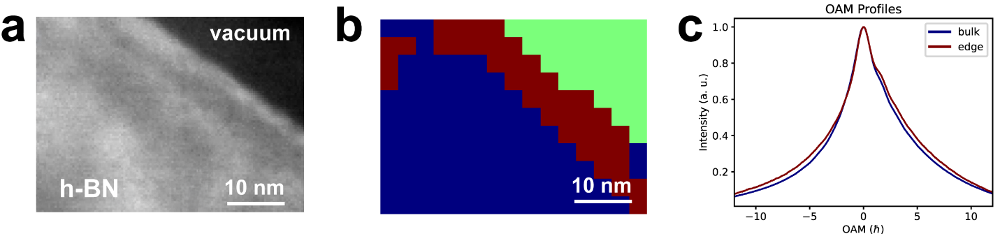 a
vacuum
h-BN
10 nm
b
10 nm
c
OAM Profiles
bulk
edge
1.0
0.8
0.6
0.4
0.2
Intensity (a. u.)
−10
−5
0
5
10
OAM (ℏ)